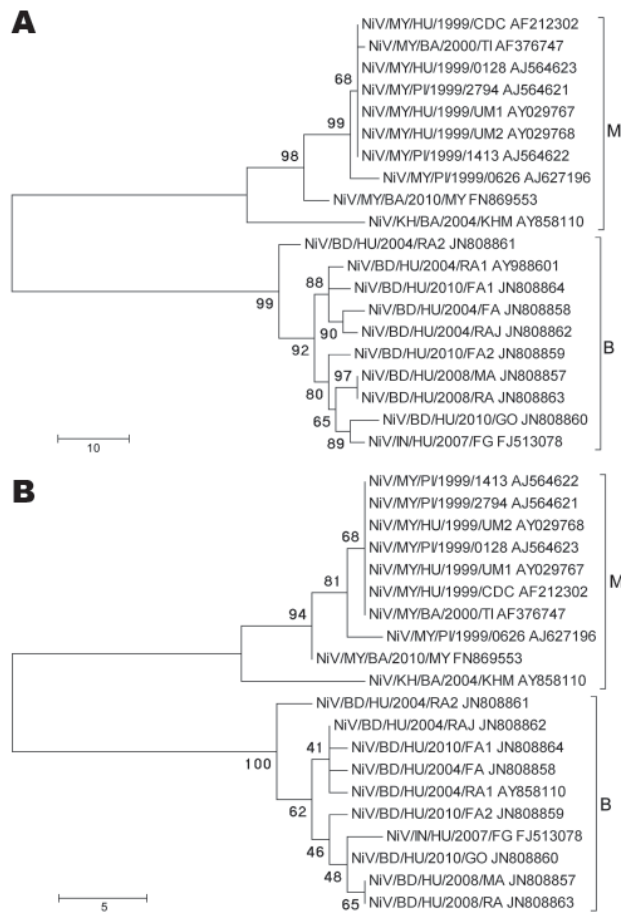 A
NiV/MY/HU/1999/CDC AF212302
NiV/MY/BA/2000/TI AF376747
NiV/MY/HU/1999/0128 AJ564623
68
NiV/MY/PI/1999/2794 AJ564621
NiV/MY/HU/1999/UM1 AY029767
99
NiV/MY/HU/1999/UM2 AY029768
M
NiV/MY/PI/1999/1413 AJ564622
98
NiV/MY/PI/1999/0626 AJ627196
NiV/MY/BA/2010/MY FN869553
NiV/KH/BA/2004/KHM AY858110
NiV/BD/HU/2004/RA2 JN808861
NiV/BD/HU/2004/RA1 AY988601
88
NiV/BD/HU/2010/FA1 JN808864
99
NiV/BD/HU/2004/FA JN808858
90
NiV/BD/HU/2004/RAJ JN808862
92
NiV/BD/HU/2010/FA2 JN808859
B
97
NiV/BD/HU/2008/MA JN808857
80
NiV/BD/HU/2008/RA JN808863
65
NiV/BD/HU/2010/GO JN808860
89
NiV/IN/HU/2007/FG FJ513078
10
B
NiV/MY/PI/1999/1413 AJ564622
NiV/MY/PI/1999/2794 AJ564621
NiV/MY/HU/1999/UM2 AY029768
68
NiV/MY/PI/1999/0128 AJ564623
NiV/MY/HU/1999/UM1 AY029767
81
NiV/MY/HU/1999/CDC AF212302
M
NiV/MY/BA/2000/TI AF376747
94
NiV/MY/PI/1999/0626 AJ627196
NiV/MY/BA/2010/MY FN869553
NiV/KH/BA/2004/KHM AY858110
NiV/BD/HU/2004/RA2 JN808861
NiV/BD/HU/2004/RAJ JN808862
41
NiV/BD/HU/2010/FA1 JN808864
100
NiV/BD/HU/2004/FA JN808858
NiV/BD/HU/2004/RA1 AY858110
62
NiV/BD/HU/2010/FA2 JN808859
B
NiV/IN/HU/2007/FG FJ513078
46
NiV/BD/HU/2010/GO JN808860
48
NiV/BD/HU/2008/MA JN808857
65
NiV/BD/HU/2008/RA JN808863
5